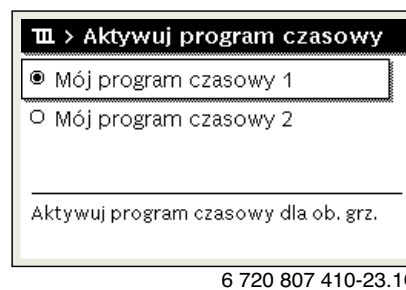 > Aktywuj program czasowy
Mój program czasowy 1
Mój program czasowy 2
Aktywuj program czasowy dla ob. grz.
6 720 807 410-23.1